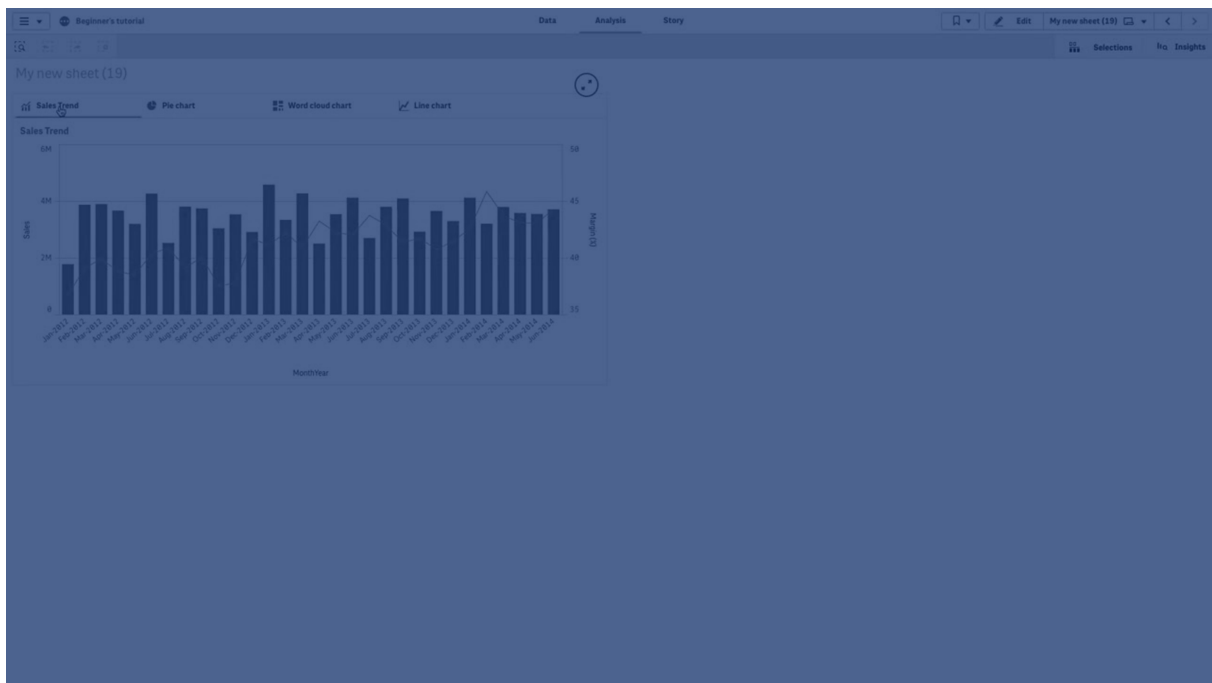 Beginner's tutorial
Data Analysis Story
Edit My new sheet (19)
Selections Insights
My new sheet (19)
Sales Trend Pie chart Word cloud chart Line chart
Sales Trend
6M 50
4M 45
2M 40
0 35
Sales
Margin (%)
Jan-2012 Feb-2012 Mar-2012 Apr-2012 May-2012 Jun-2012 Jul-2012 Aug-2012 Sep-2012 Oct-2012 Nov-2012 Dec-2012 Jan-2013 Feb-2013 Mar-2013 Apr-2013 May-2013 Jun-2013 Jul-2013 Aug-2013 Sep-2013 Oct-2013 Nov-2013 Dec-2013 Jan-2014 Feb-2014 Mar-2014 Apr-2014 May-2014 Jun-2014
MonthYear